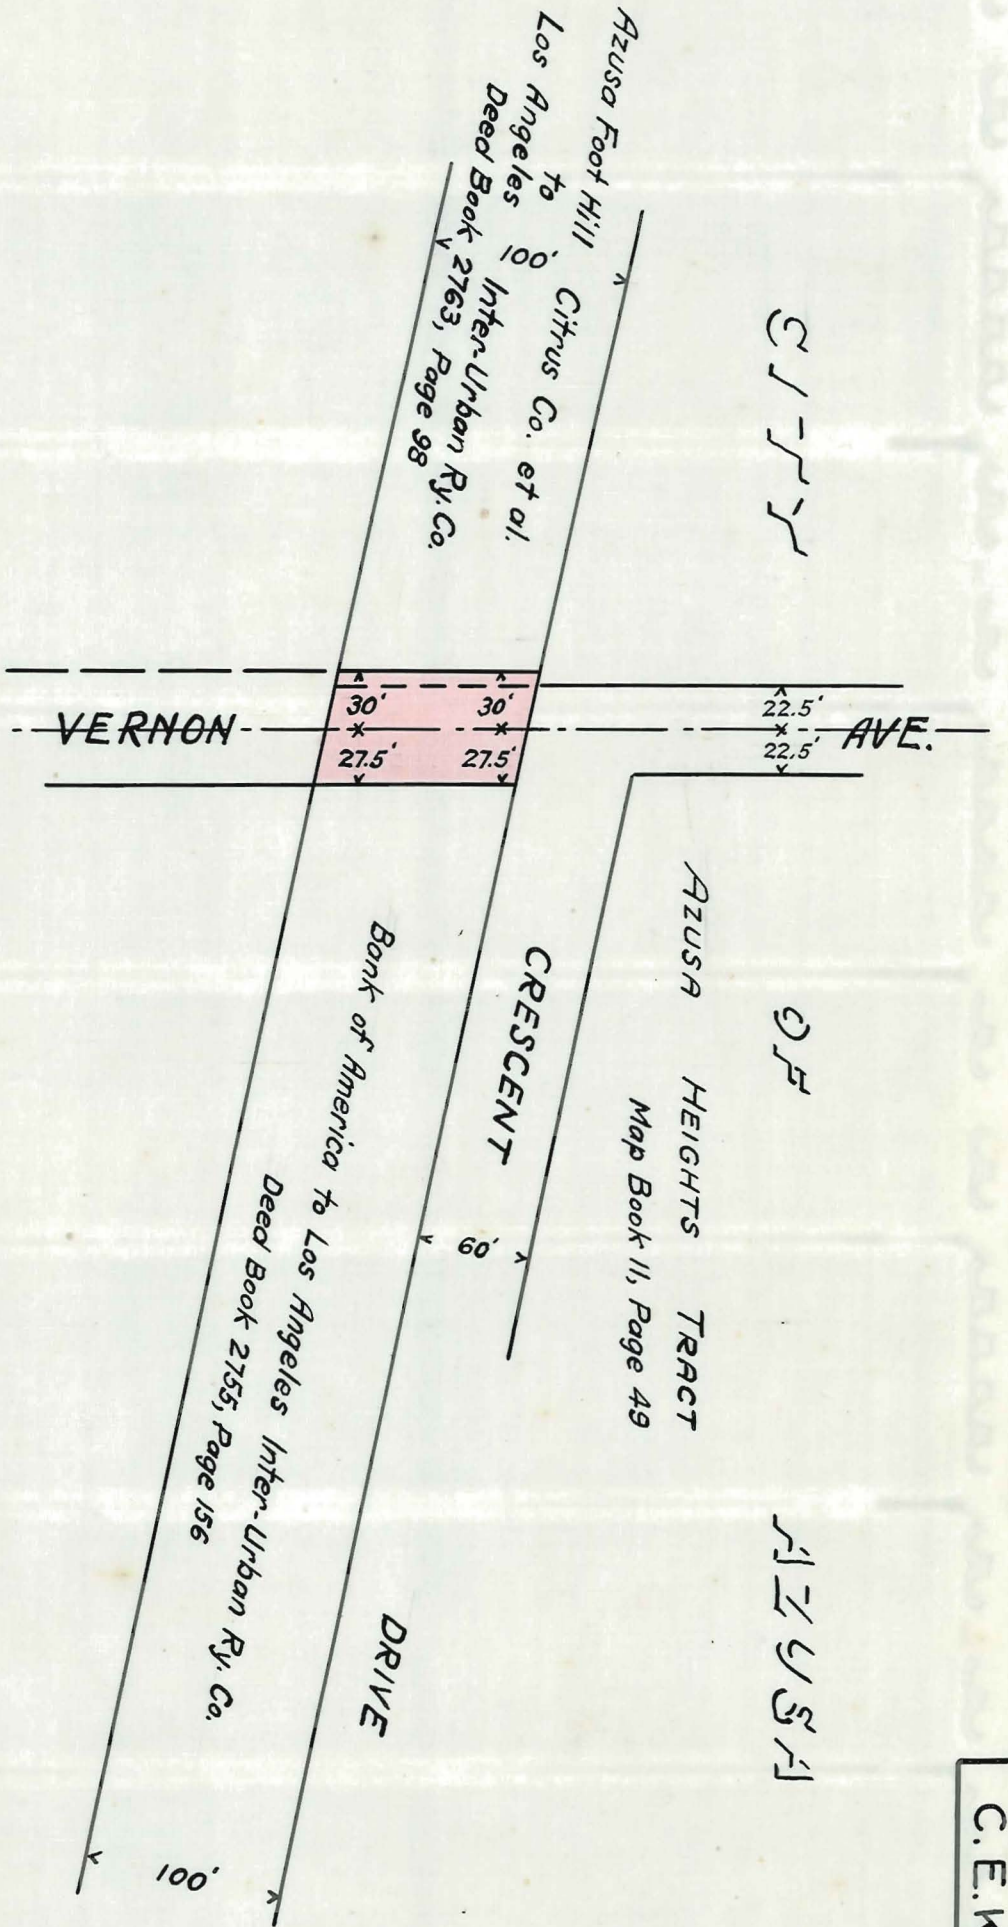 C.E.
CITY OF AZUSA
AZUSA HEIGHTS TRACT
Map Book 11, Page 49
VERNON AVE.
22.5'
22.5'
30'
30'
27.5'
27.5'
CRESCENT DRIVE
60'
Azusa Foot Hill Citrus Co. et al.
to
Los Angeles Inter-Urban Ry. Co.
Deed Book 2763, Page 98
100'
Bank of America to Los Angeles Inter-Urban Ry. Co.
Deed Book 2755, Page 156
100'